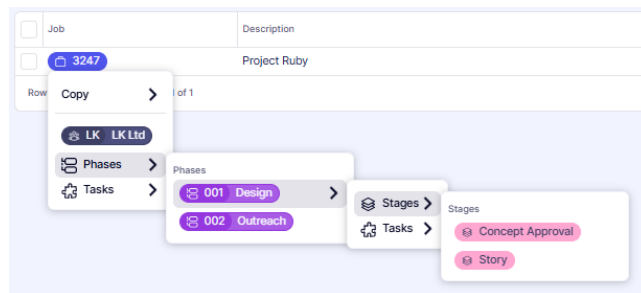 Job Description
3247 Project Ruby
Row
of 1
Copy
LK LK Ltd
Phases
Tasks
Phases
001 Design
002 Outreach
Stages
Tasks
Stages
Concept Approval
Story